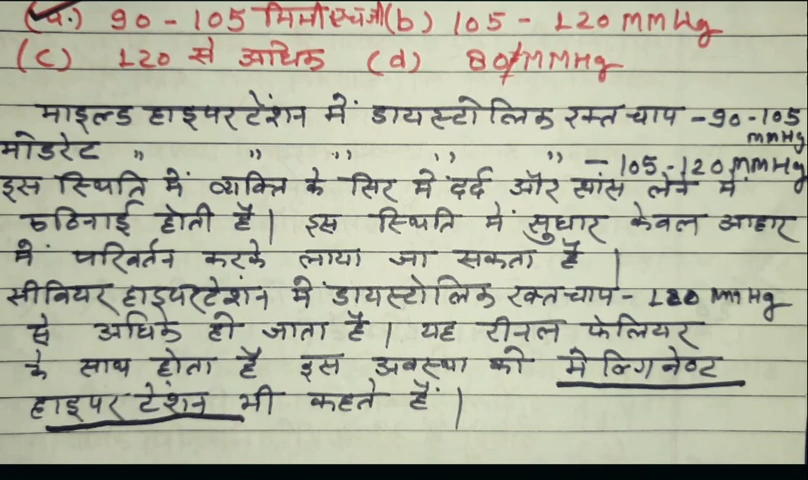 (a.) 90 - 105 मिमीएचजी (b) 105 - 120 mmHg
(c) 120 से अधिक (d) 80 MMHg
माइल्ड हाइपरटेंशन में डायस्टोलिक रक्तचाप - 90-105 mmHg
मोडरेट " " " " " - 105-120 mmHg
इस स्थिति में व्यक्ति के सिर में दर्द और सांस लेने में
कठिनाई होती है | इस स्थिति में सुधार केवल आहार
में परिवर्तन करके लाया जा सकता है |
सीवियर हाइपरटेशंन में डायस्टोलिक रक्तचाप - 120 mmHg
से अधिक हो जाता है | यह रीनल फेलियर
के साथ होता है इस अवस्था को मेलिगनेण्ट
हाइपर टेंशन भी कहते हैं |